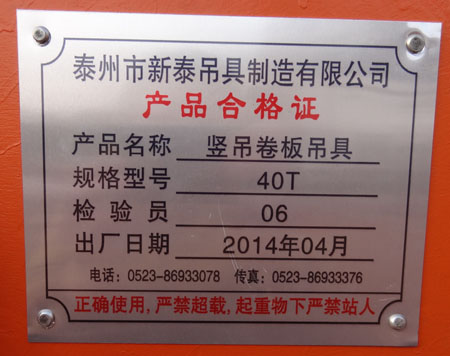 泰州市新泰吊具制造有限公司
产品合格证
产品名称 竖吊卷板吊具
规格型号 40T
检验员 06
出厂日期 2014年04月
电话：0523-86933078 传真：0523-86933376
正确使用，严禁超载，起重物下严禁站人